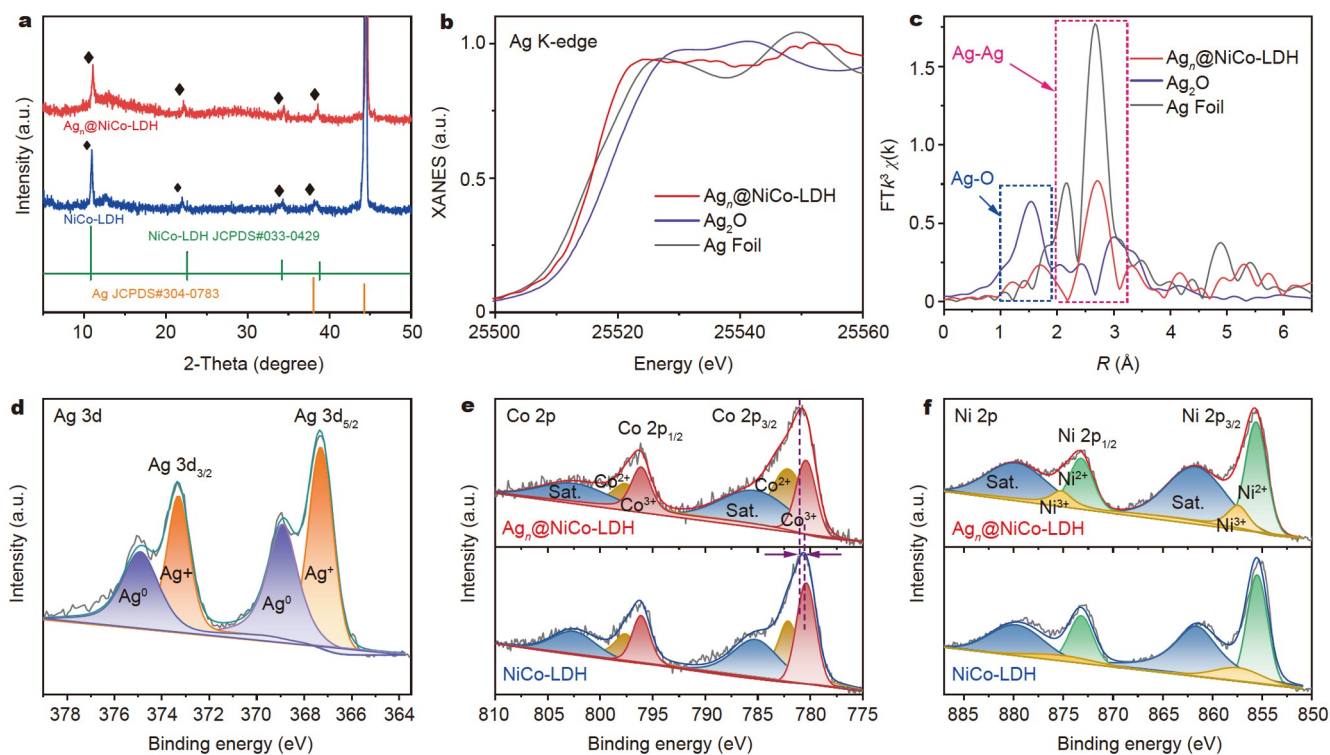 a
Intensity (a.u.)
Agₙ@NiCo-LDH
NiCo-LDH
NiCo-LDH JCPDS#033-0429
Ag JCPDS#304-0783
10 20 30 40 50
2-Theta (degree)
b
Ag K-edge
XANES (a.u.)
1.0
0.5
0.0
Agₙ@NiCo-LDH
Ag₂O
Ag Foil
25500 25520 25540 25560
Energy (eV)
c
FTk³ χ(k)
1.5
1
0.5
0
Ag-Ag
Ag-O
Agₙ@NiCo-LDH
Ag₂O
Ag Foil
0 1 2 3 4 5 6
R (Å)
d
Ag 3d
Intensity (a.u.)
Ag 3d₃/₂
Ag 3d₅/₂
Ag⁰
Ag+
Ag⁰
Ag⁺
378 376 374 372 370 368 366 364
Binding energy (eV)
e
Co 2p
Intensity (a.u.)
Intensity (a.u.)
Co 2p₁/₂
Co 2p₃/₂
Sat.
Co²⁺
Co³⁺
Sat.
Co²⁺
Co³⁺
Agₙ@NiCo-LDH
NiCo-LDH
810 805 800 795 790 785 780 775
Binding energy (eV)
f
Ni 2p
Intensity (a.u.)
Intensity (a.u.)
Ni 2p₁/₂
Ni 2p₃/₂
Sat.
Ni²⁺
Ni³⁺
Sat.
Ni²⁺
Ni³⁺
Agₙ@NiCo-LDH
NiCo-LDH
885 880 875 870 865 860 855 850
Binding energy (eV)